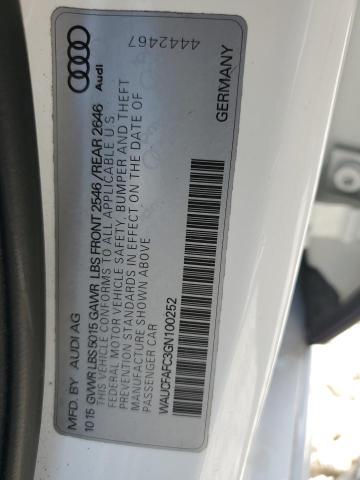 4442467
Audi
GERMANY
MFD. BY AUDI AG
10 15 GVWR LBS 5015 GAWR LBS FRONT 2546/REAR 2646
THIS VEHICLE CONFORMS TO ALL APPLICABLE U.S.
FEDERAL MOTOR VEHICLE SAFETY, BUMPER AND THEFT
PREVENTION STANDARDS IN EFFECT ON THE DATE OF
MANUFACTURE SHOWN ABOVE
PASSENGER CAR
WAUCFAFC3GN100252